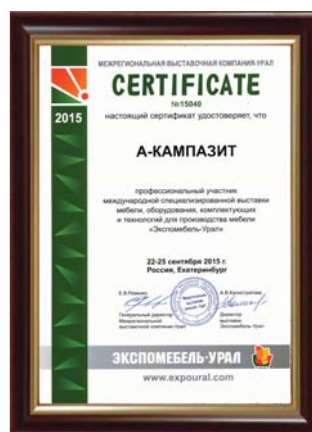 МЕЖРЕГИОНАЛЬНАЯ ВЫСТАВОЧНАЯ КОМПАНИЯ-УРАЛ
CERTIFICATE
№15040
2015
настоящий сертификат удостоверяет, что
А-КАМПАЗИТ
профессиональный участник
международной специализированной выставки
мебели, оборудования, комплектующих
и технологий для производства мебели
«Экспомебель-Урал»
22-25 сентября 2015 г.
Россия, Екатеринбург
Генеральный директор
Межрегиональной
выставочной компании-Урал
Директор
выставки
Экспомебель-Урал
ЭКСПОМЕБЕЛЬ-УРАЛ
www.expoural.com